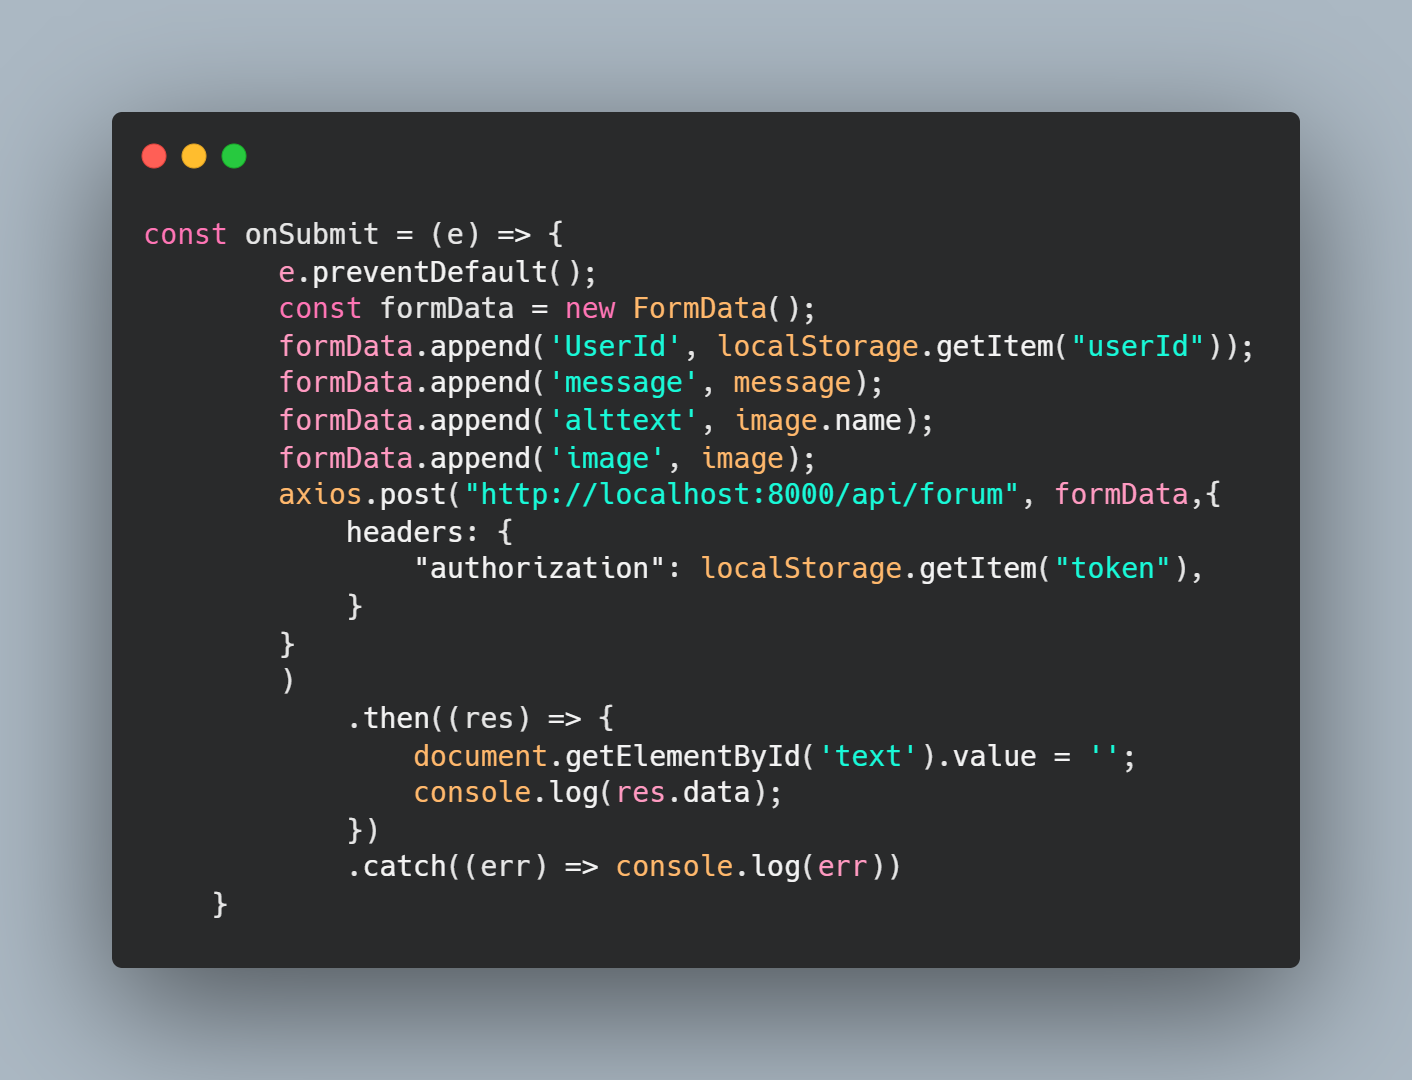 const onSubmit = (e) => {
        e.preventDefault();
        const formData = new FormData();
        formData.append('UserId', localStorage.getItem("userId"));
        formData.append('message', message);
        formData.append('alttext', image.name);
        formData.append('image', image);
        axios.post("http://localhost:8000/api/forum", formData,{
            headers: {
                "authorization": localStorage.getItem("token"),
            }
        }
        )
            .then((res) => {
                document.getElementById('text').value = '';
                console.log(res.data);
            })
            .catch((err) => console.log(err))
    }